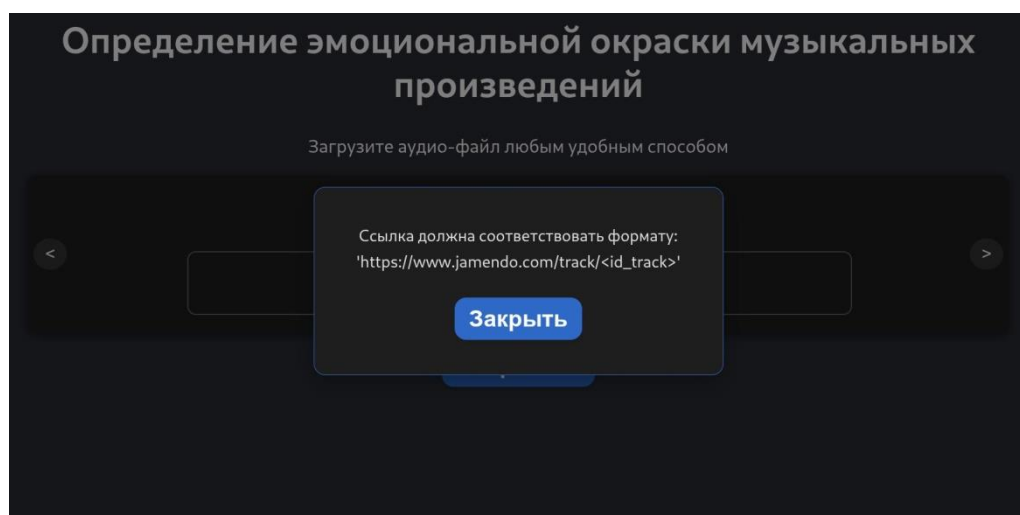 Определение эмоциональной окраски музыкальных
произведений
Загрузите аудио-файл любым удобным способом
Ссылка должна соответствовать формату:
'https://www.jamendo.com/track/<id_track>'
<
>
Закрыть